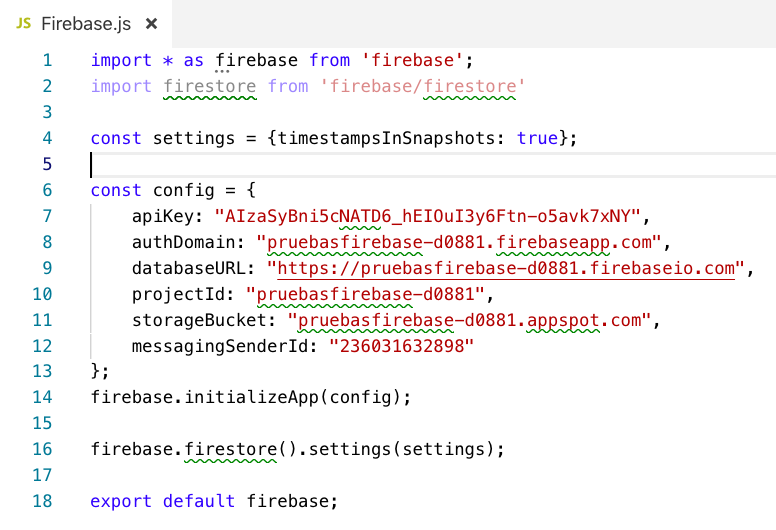 JS Firebase.js ×
1 import * as firebase from 'firebase';
2 import firestore from 'firebase/firestore'
3
4 const settings = {timestampsInSnapshots: true};
5
6 const config = {
7 apiKey: "AIzaSyBni5cNATD6_hEIOuI3y6Ftn-o5avk7xNY",
8 authDomain: "pruebasfirebase-d0881.firebaseapp.com",
9 databaseURL: "https://pruebasfirebase-d0881.firebaseio.com",
10 projectId: "pruebasfirebase-d0881",
11 storageBucket: "pruebasfirebase-d0881.appspot.com",
12 messagingSenderId: "236031632898"
13 };
14 firebase.initializeApp(config);
15
16 firebase.firestore().settings(settings);
17
18 export default firebase;